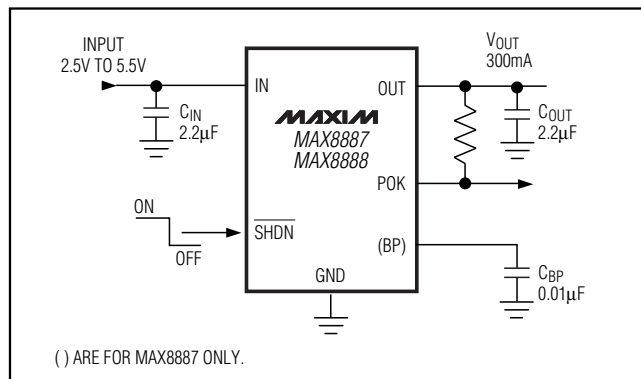 INPUT
2.5V TO 5.5V
VOUT
300mA
IN
OUT
CIN
2.2µF
MAXIM
MAX8887
MAX8888
COUT
2.2µF
POK
ON
OFF
SHDN
(BP)
GND
CBP
0.01µF
( ) ARE FOR MAX8887 ONLY.